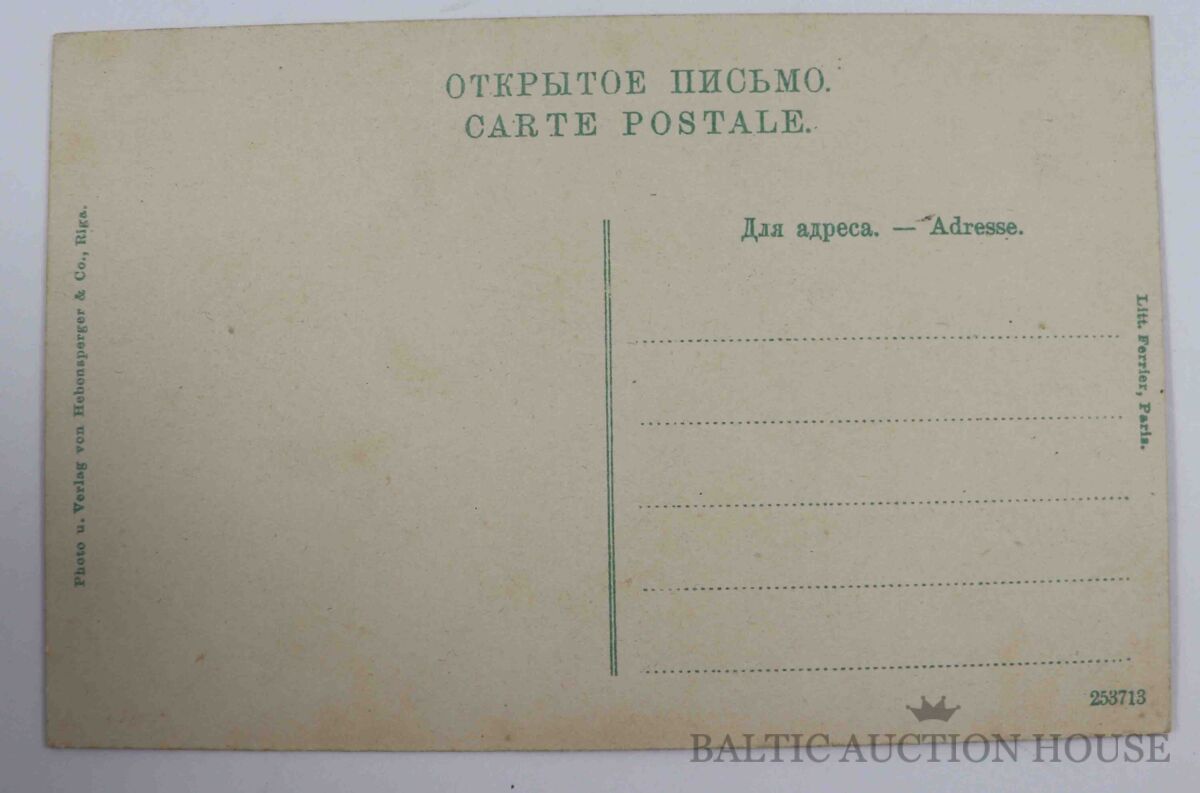 ОТКРЫТОЕ ПИСЬМО.
CARTE POSTALE.
Photo u. Verlag von Hebensperger & Co., Riga.
Для адреса. — Adresse.
Litt. Ferrier, Paris.
253713
BALTIC AUCTION HOUSE